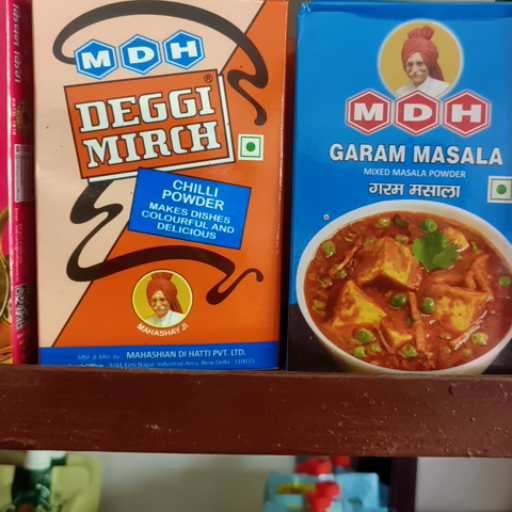 MDH
DEGGI
®
MIRCH
CHILLI
POWDER
MAKES DISHES
COLOURFUL AND
DELICIOUS
MAHASHAY JI
MAHASHIAN DI HATTI PVT. LTD.
MDH
GARAM MASALA
MIXED MASALA POWDER
गरम मसाला